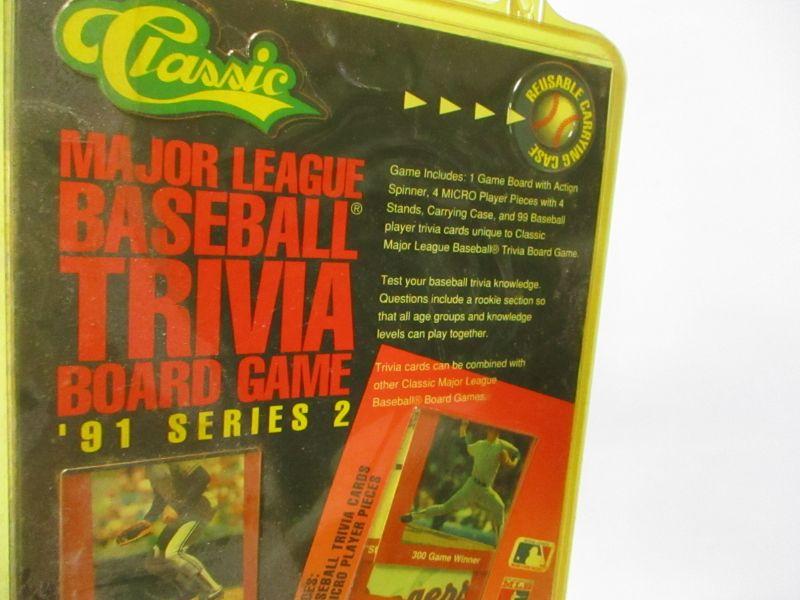 Classic
REUSABLE CARRYING CASE
MAJOR LEAGUE
BASEBALL®
TRIVIA
BOARD GAME
'91 SERIES 2
Game Includes: 1 Game Board with Action
Spinner, 4 MICRO Player Pieces with 4
Stands, Carrying Case, and 99 Baseball
player trivia cards unique to Classic
Major League Baseball® Trivia Board Game.
Test your baseball trivia knowledge.
Questions include a rookie section so
that all age groups and knowledge
levels can play together.
Trivia cards can be combined with
other Classic Major League
Baseball® Board Games.
TRIVIA CARDS
PLAYER PIECES
300 Game Winner